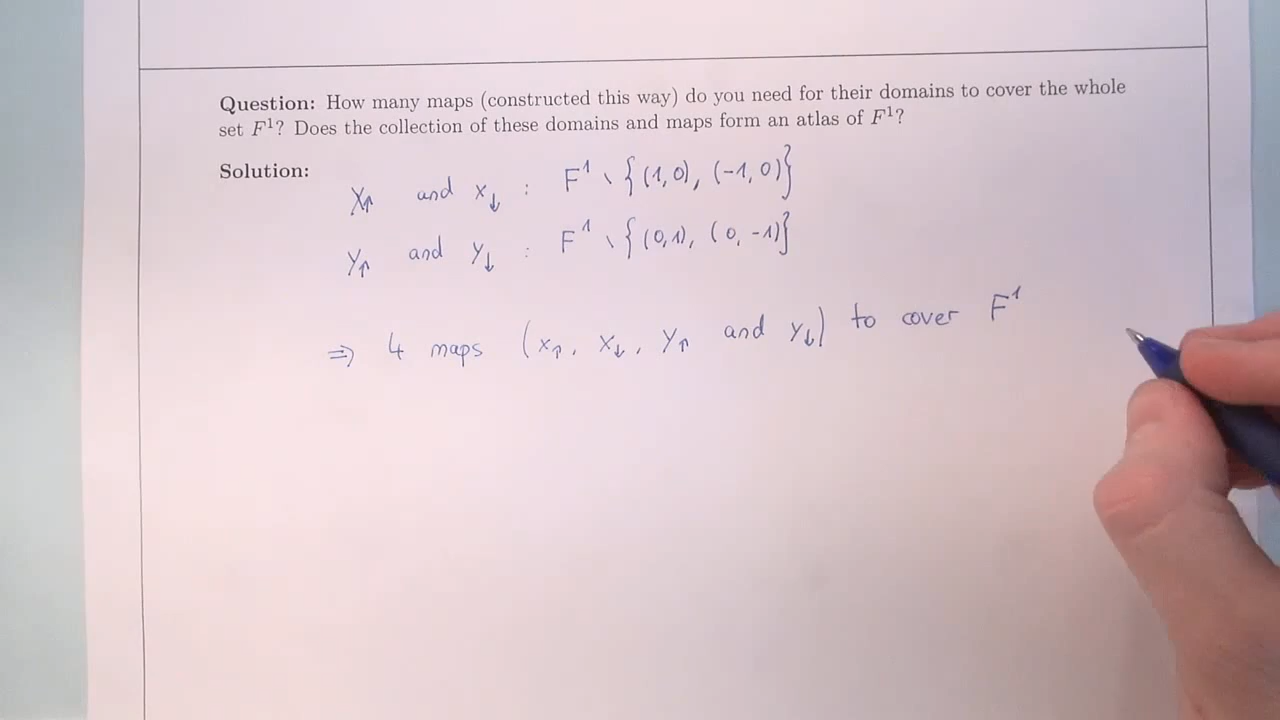 Question: How many maps (constructed this way) do you need for their domains to cover the whole
set F¹? Does the collection of these domains and maps form an atlas of F¹?
Solution:
x↑ and x↓ : F¹ \ {(1,0), (-1,0)}
y↑ and y↓ : F¹ \ {(0,1), (0,-1)}
⇒ 4 maps (x↑, x↓, y↑ and y↓) to cover F¹